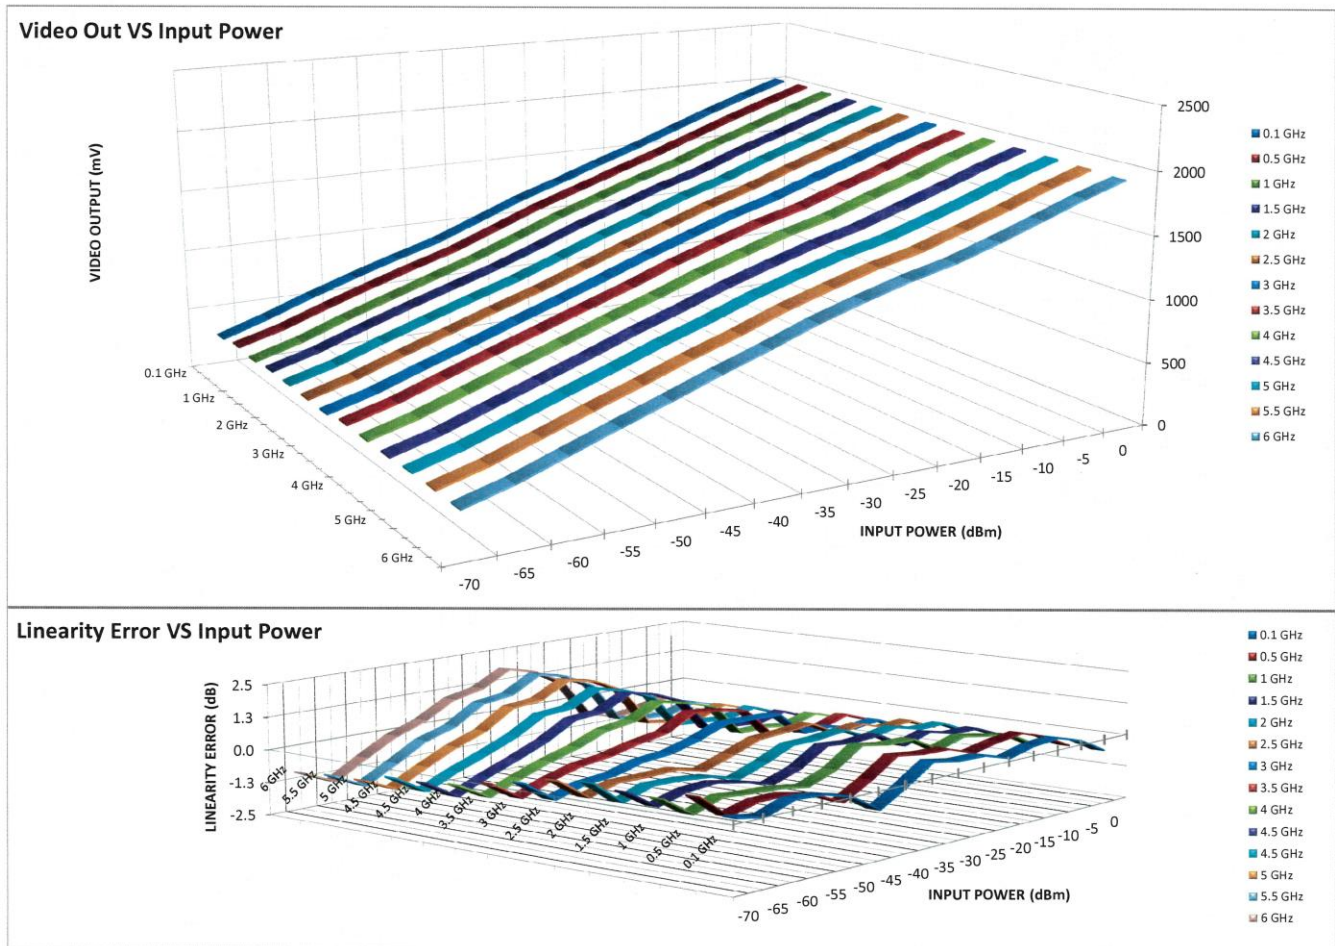 Video Out VS Input Power
VIDEO OUTPUT (mV)
2500
2000
1500
1000
500
0
0.1 GHz
1 GHz
2 GHz
3 GHz
4 GHz
5 GHz
6 GHz
-70
-65
-60
-55
-50
-45
-40
-35
-30
-25
-20
-15
-10
-5
0
INPUT POWER (dBm)
0.1 GHz
0.5 GHz
1 GHz
1.5 GHz
2 GHz
2.5 GHz
3 GHz
3.5 GHz
4 GHz
4.5 GHz
5 GHz
5.5 GHz
6 GHz
Linearity Error VS Input Power
LINEARITY ERROR (dB)
2.5
1.3
0.0
-1.3
-2.5
6 GHz
5.5 GHz
5 GHz
4.5 GHz
4.5 GHz
4 GHz
3.5 GHz
3 GHz
2.5 GHz
2 GHz
1.5 GHz
1 GHz
0.5 GHz
0.1 GHz
-70
-65
-60
-55
-50
-45
-40
-35
-30
-25
-20
-15
-10
-5
0
INPUT POWER (dBm)
0.1 GHz
0.5 GHz
1 GHz
1.5 GHz
2 GHz
2.5 GHz
3 GHz
3.5 GHz
4 GHz
4.5 GHz
4.5 GHz
5 GHz
5.5 GHz
6 GHz